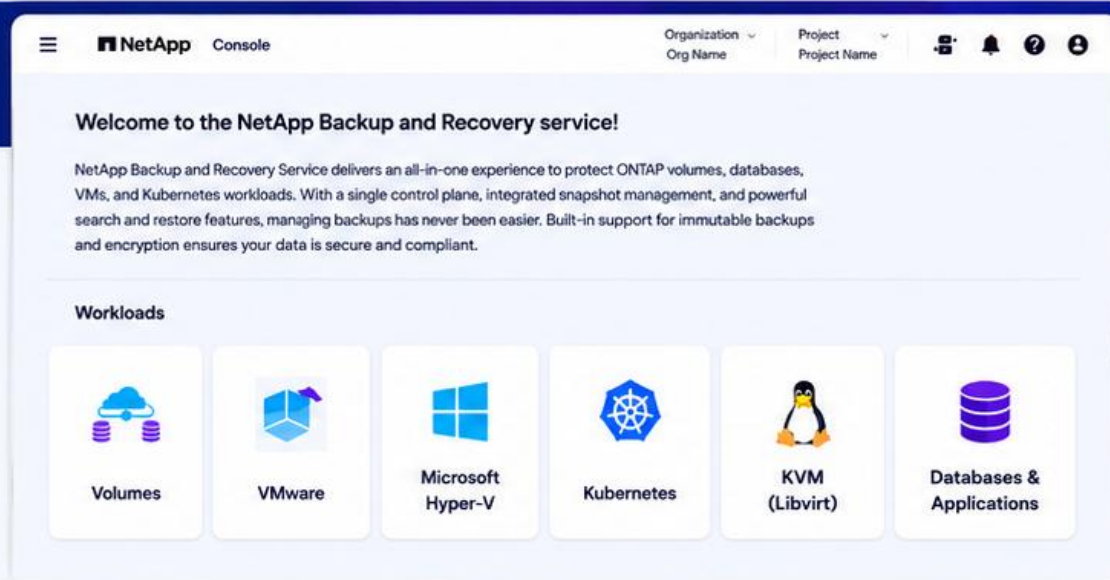 NetApp Console
Organization
Org Name
Project
Project Name
Welcome to the NetApp Backup and Recovery service!
NetApp Backup and Recovery Service delivers an all-in-one experience to protect ONTAP volumes, databases,
VMs, and Kubernetes workloads. With a single control plane, integrated snapshot management, and powerful
search and restore features, managing backups has never been easier. Built-in support for immutable backups
and encryption ensures your data is secure and compliant.
Workloads
Volumes
VMware
Microsoft
Hyper-V
Kubernetes
KVM
(Libvirt)
Databases &
Applications